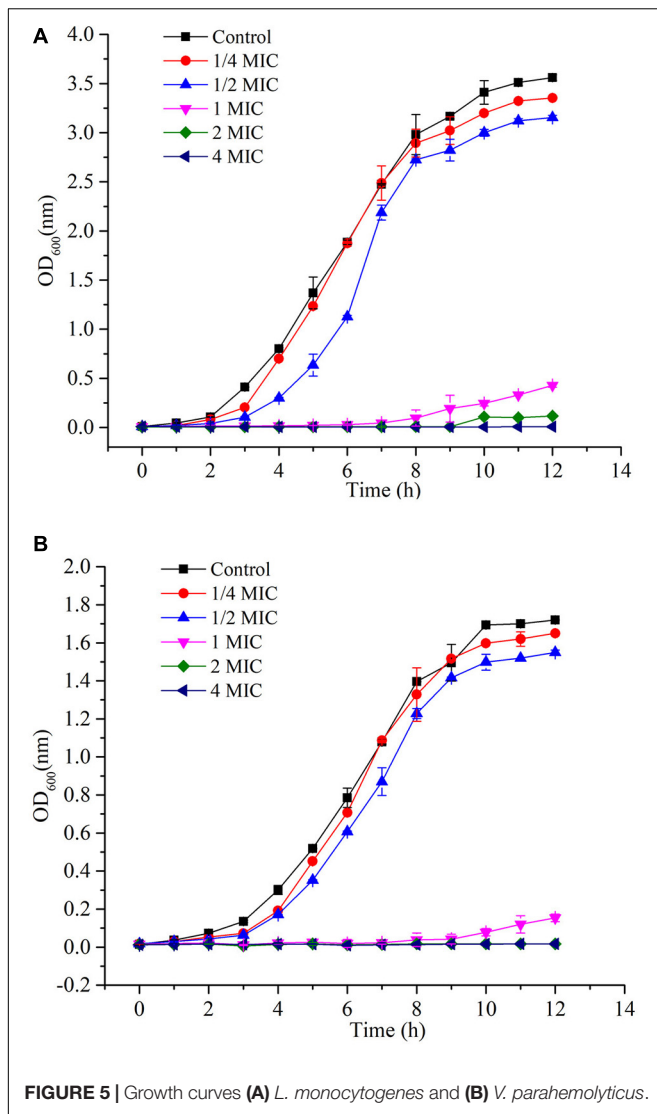 A
Control
1/4 MIC
1/2 MIC
1 MIC
2 MIC
4 MIC
4.0
3.5
3.0
2.5
2.0
1.5
1.0
0.5
0.0
OD600(nm)
0 2 4 6 8 10 12 14
Time (h)
B
Control
1/4 MIC
1/2 MIC
1 MIC
2 MIC
4 MIC
2.0
1.8
1.6
1.4
1.2
1.0
0.8
0.6
0.4
0.2
0.0
-0.2
OD600(nm)
0 2 4 6 8 10 12 14
Time (h)
FIGURE 5 | Growth curves (A) L. monocytogenes and (B) V. parahemolyticus.